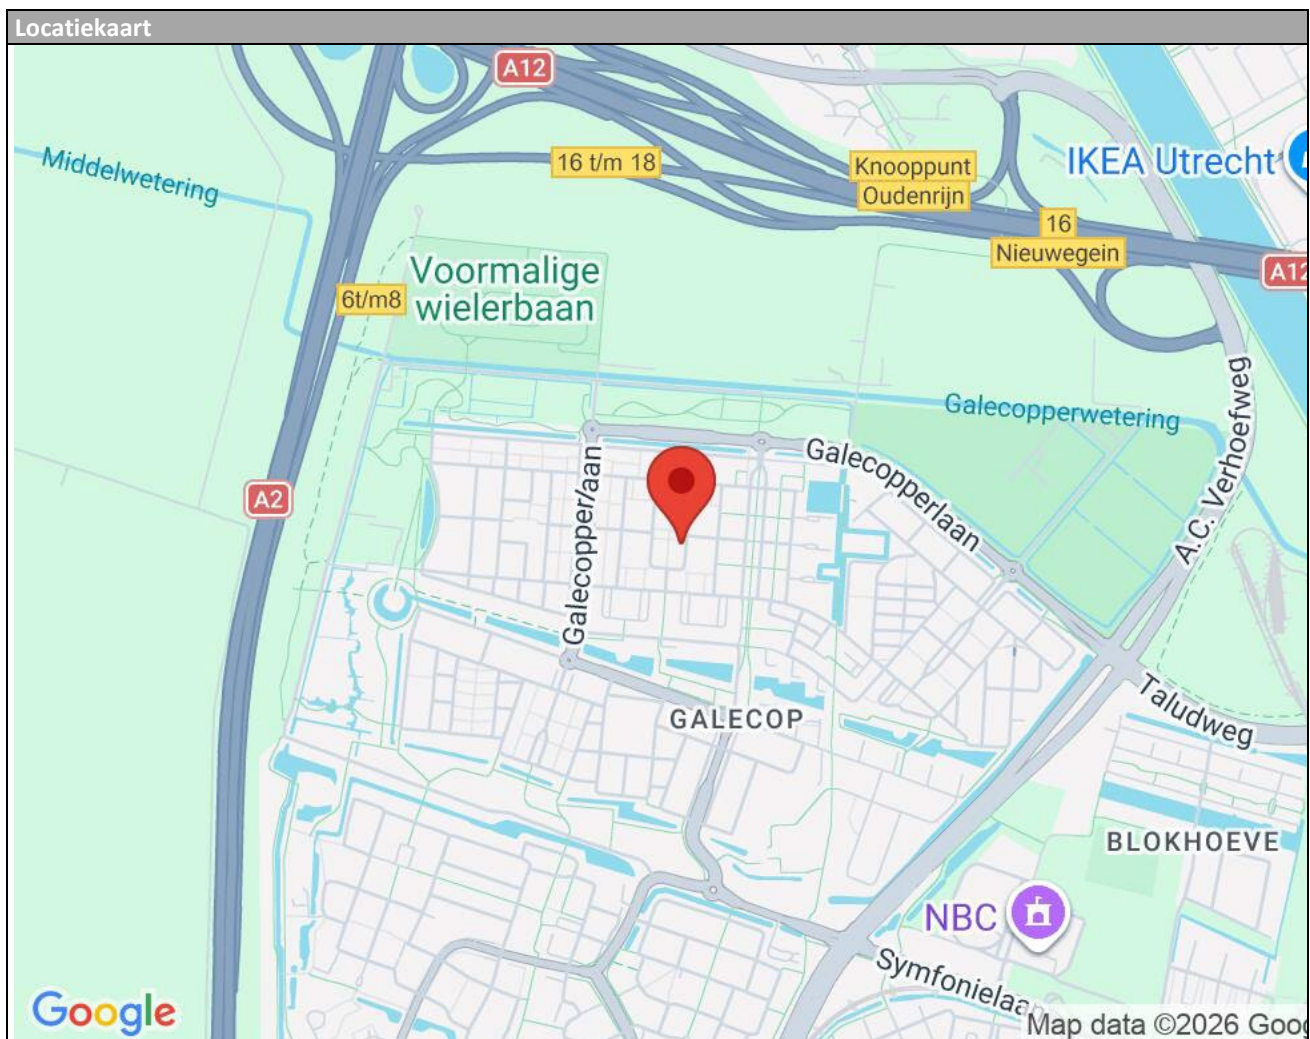 Locatiekaart
A12
Middelwetering
16 t/m 18
Knooppunt
Oudenrijn
IKEA Utrecht
16
Nieuwegein
A12
Voormalige
wielerbaan
6t/m8
Galecopperwetering
A.C. Verhoefweg
Galecopperlaan
Galecopperlaan
A2
GALECOP
Taludweg
BLOKHOEVE
NBC
Symfonielaan
Google
Map data ©2026 Goog